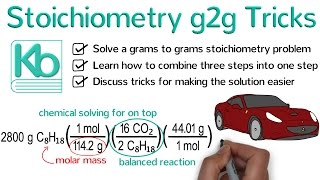 Stoichiometry g2g Tricks
Kb
Solve a grams to grams stoichiometry problem
Learn how to combine three steps into one step
Discuss tricks for making the solution easier
chemical solving for on top
2800 g C₈H₁₈ (1 mol / 114.2 g) (16 CO₂ / 2 C₈H₁₈) (44.01 g / 1 mol)
molar mass
balanced reaction